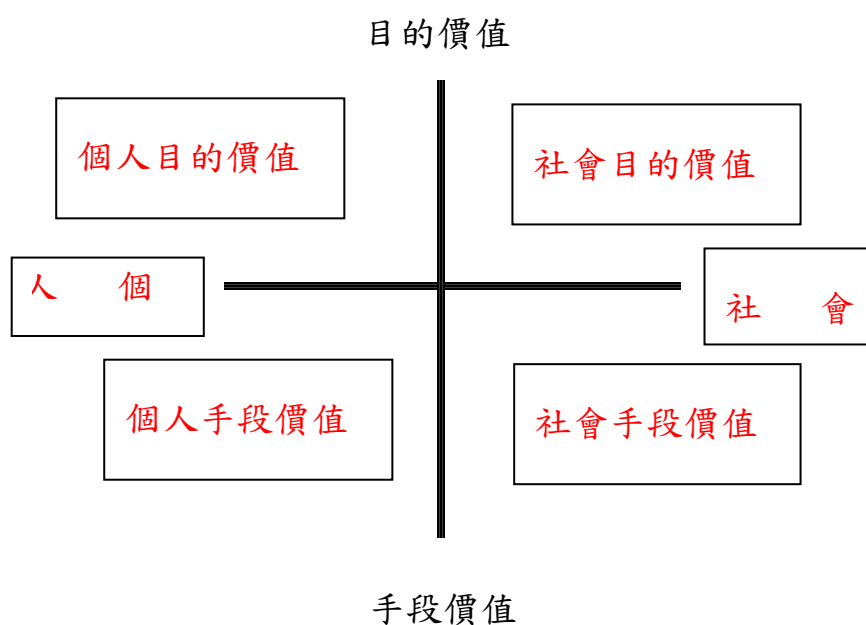 目的價值
個人目的價值
社會目的價值
人 個
社 會
個人手段價值
社會手段價值
手段價值